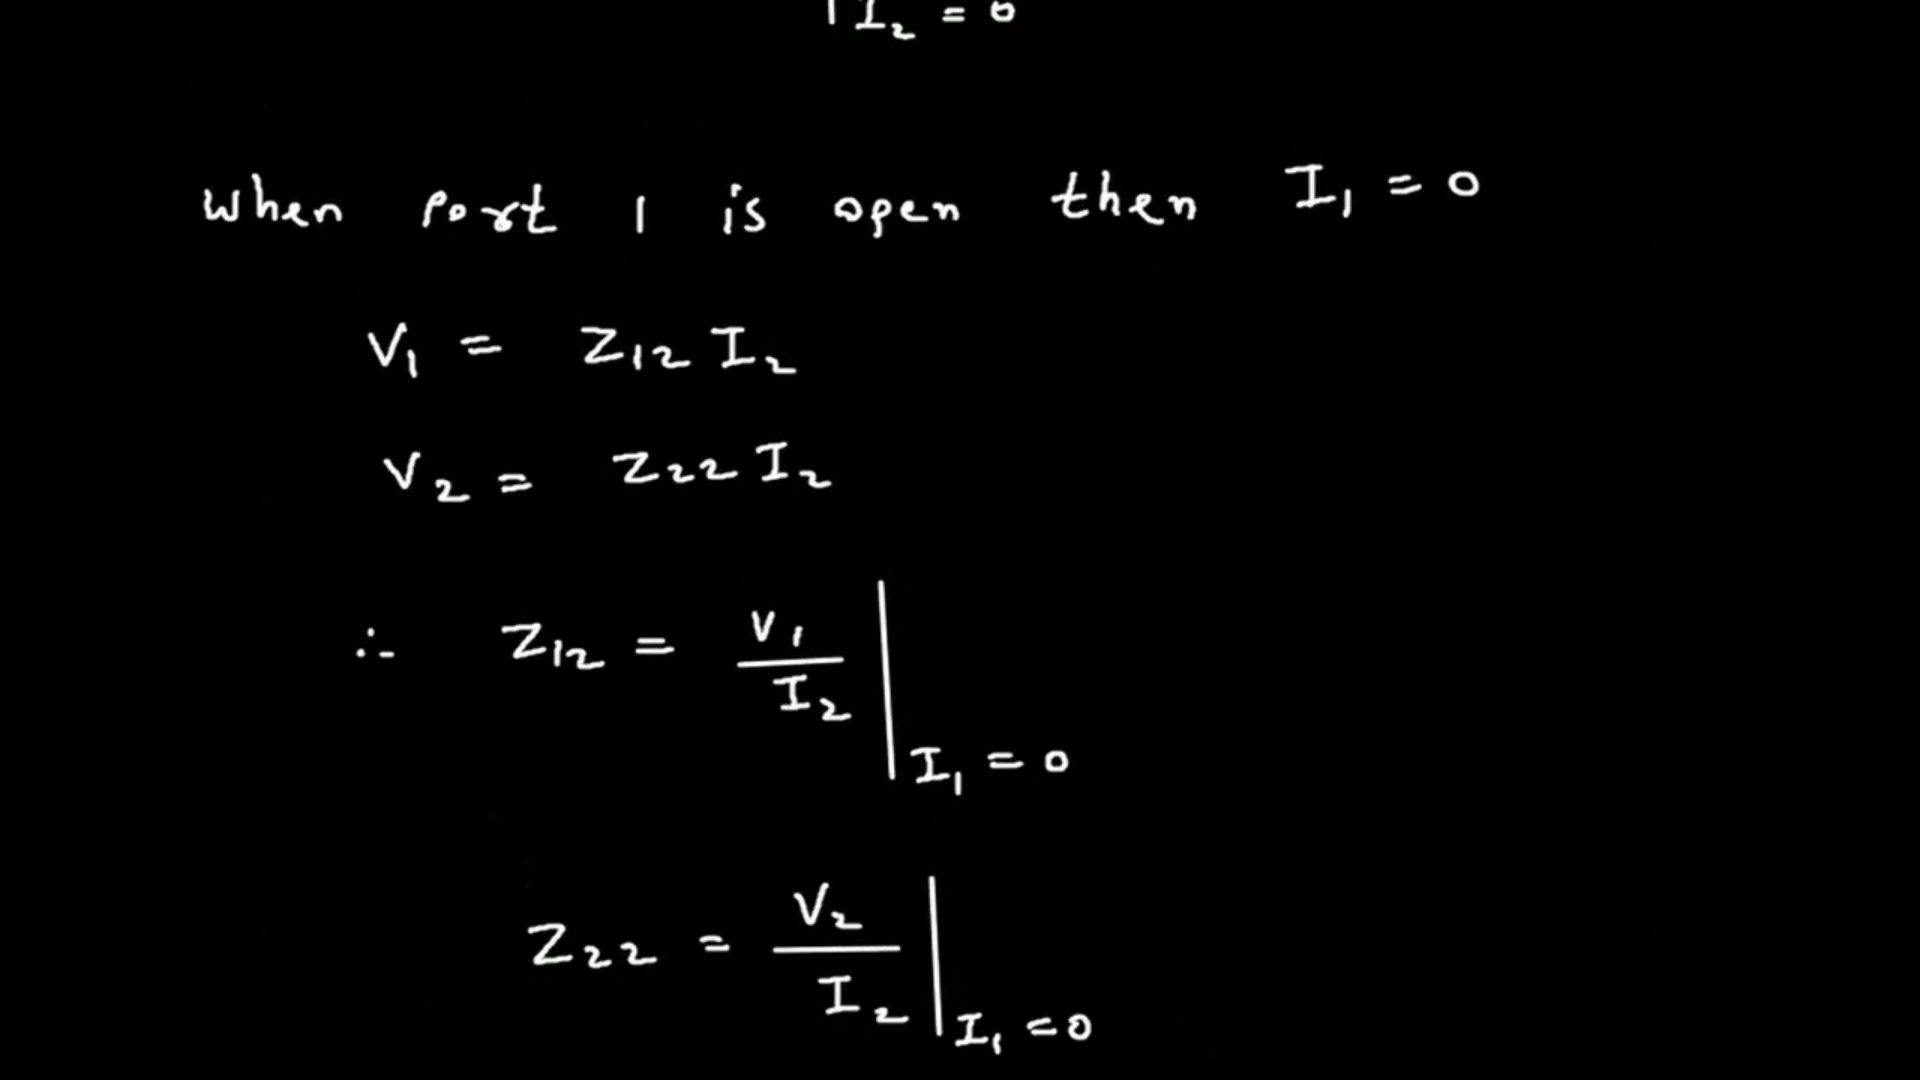 | I₂ = 0
When port 1 is open then I₁ = 0
V₁ = Z₁₂ I₂
V₂ = Z₂₂ I₂
∴ Z₁₂ = V₁ / I₂ | I₁ = 0
Z₂₂ = V₂ / I₂ | I₁ = 0